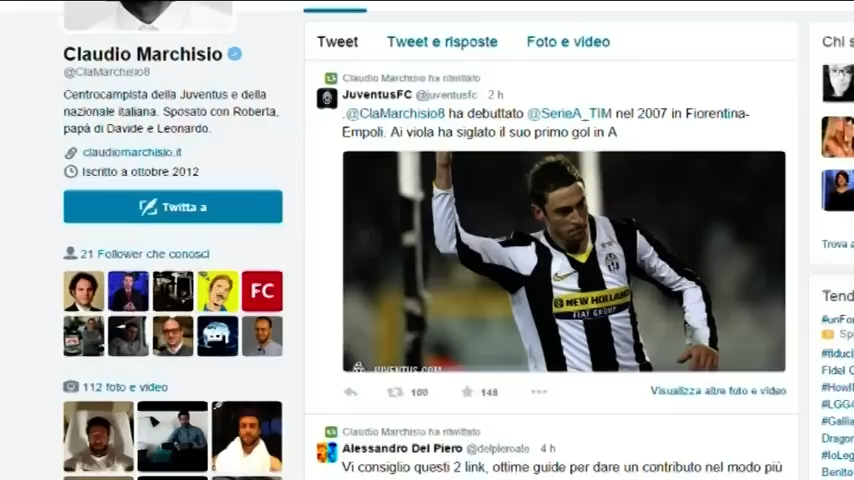 Claudio Marchisio
@ClaMarchisio8
Centrocampista della Juventus e della
nazionale italiana. Sposato con Roberta,
papà di Davide e Leonardo.
claudiomarchisio.it
Iscritto a ottobre 2012
Twitta a
21 Follower che conosci
FC
112 foto e video
Tweet Tweet e risposte Foto e video
Claudio Marchisio ha ritwittato
JuventusFC @juventusfc · 2 h
.@ClaMarchisio8 ha debuttato @SerieA_TIM nel 2007 in Fiorentina-
Empoli. Ai viola ha siglato il suo primo gol in A
NEW HOLLAND
FIAT GROUP
JUVENTUS.COM
100 148 Visualizza altre foto e video
Claudio Marchisio ha ritwittato
Alessandro Del Piero @delpieroale · 4 h
Vi consiglio questi 2 link, ottime guide per dare un contributo nel modo più
Chi s
Trova a
Tend
#unFo
Sp
#fiduci
Fidel C
#HowI
#LGG4
#Gallia
Dragon
#IoLeg
Benito